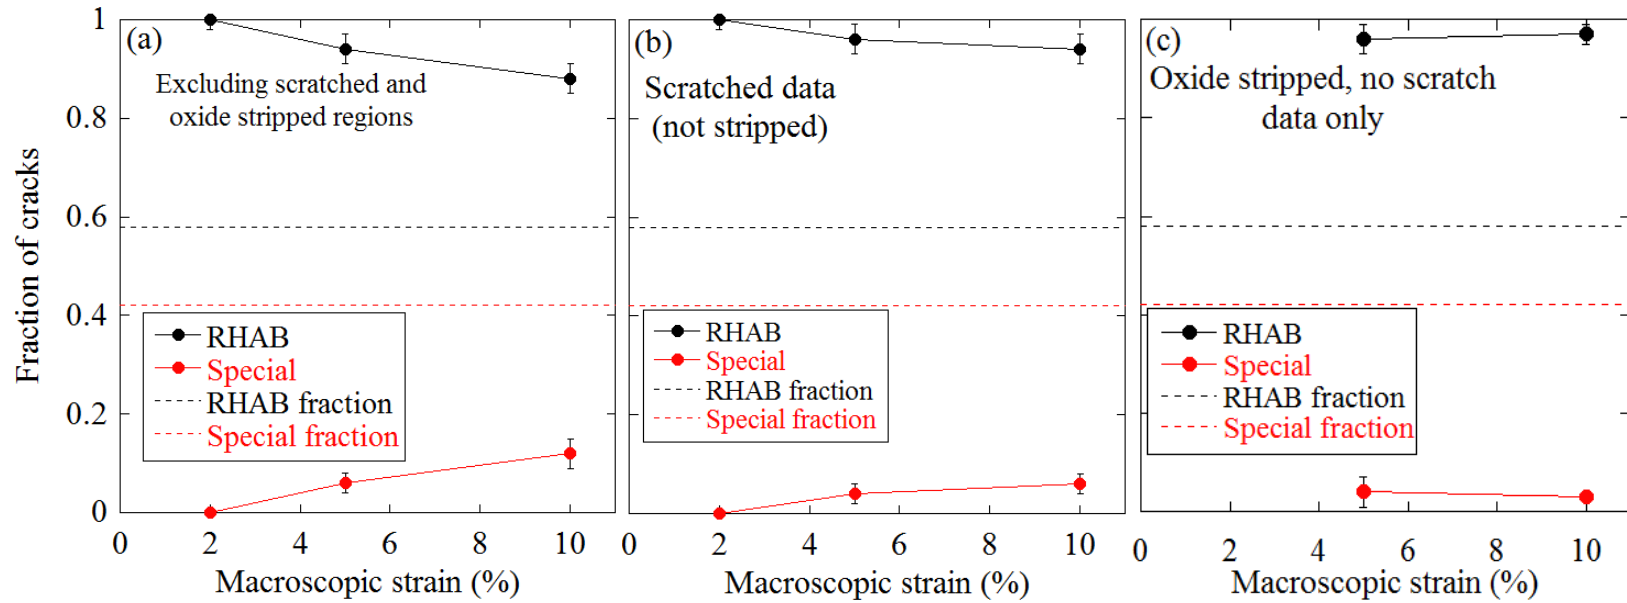 Fraction of cracks
1
0.8
0.6
0.4
0.2
0
(a)
Excluding scratched and
oxide stripped regions
RHAB
Special
RHAB fraction
Special fraction
0 2 4 6 8 10
Macroscopic strain (%)
(b)
Scratched data
(not stripped)
RHAB
Special
RHAB fraction
Special fraction
0 2 4 6 8 10
Macroscopic strain (%)
(c)
Oxide stripped, no scratch
data only
RHAB
Special
RHAB fraction
Special fraction
0 2 4 6 8 10
Macroscopic strain (%)